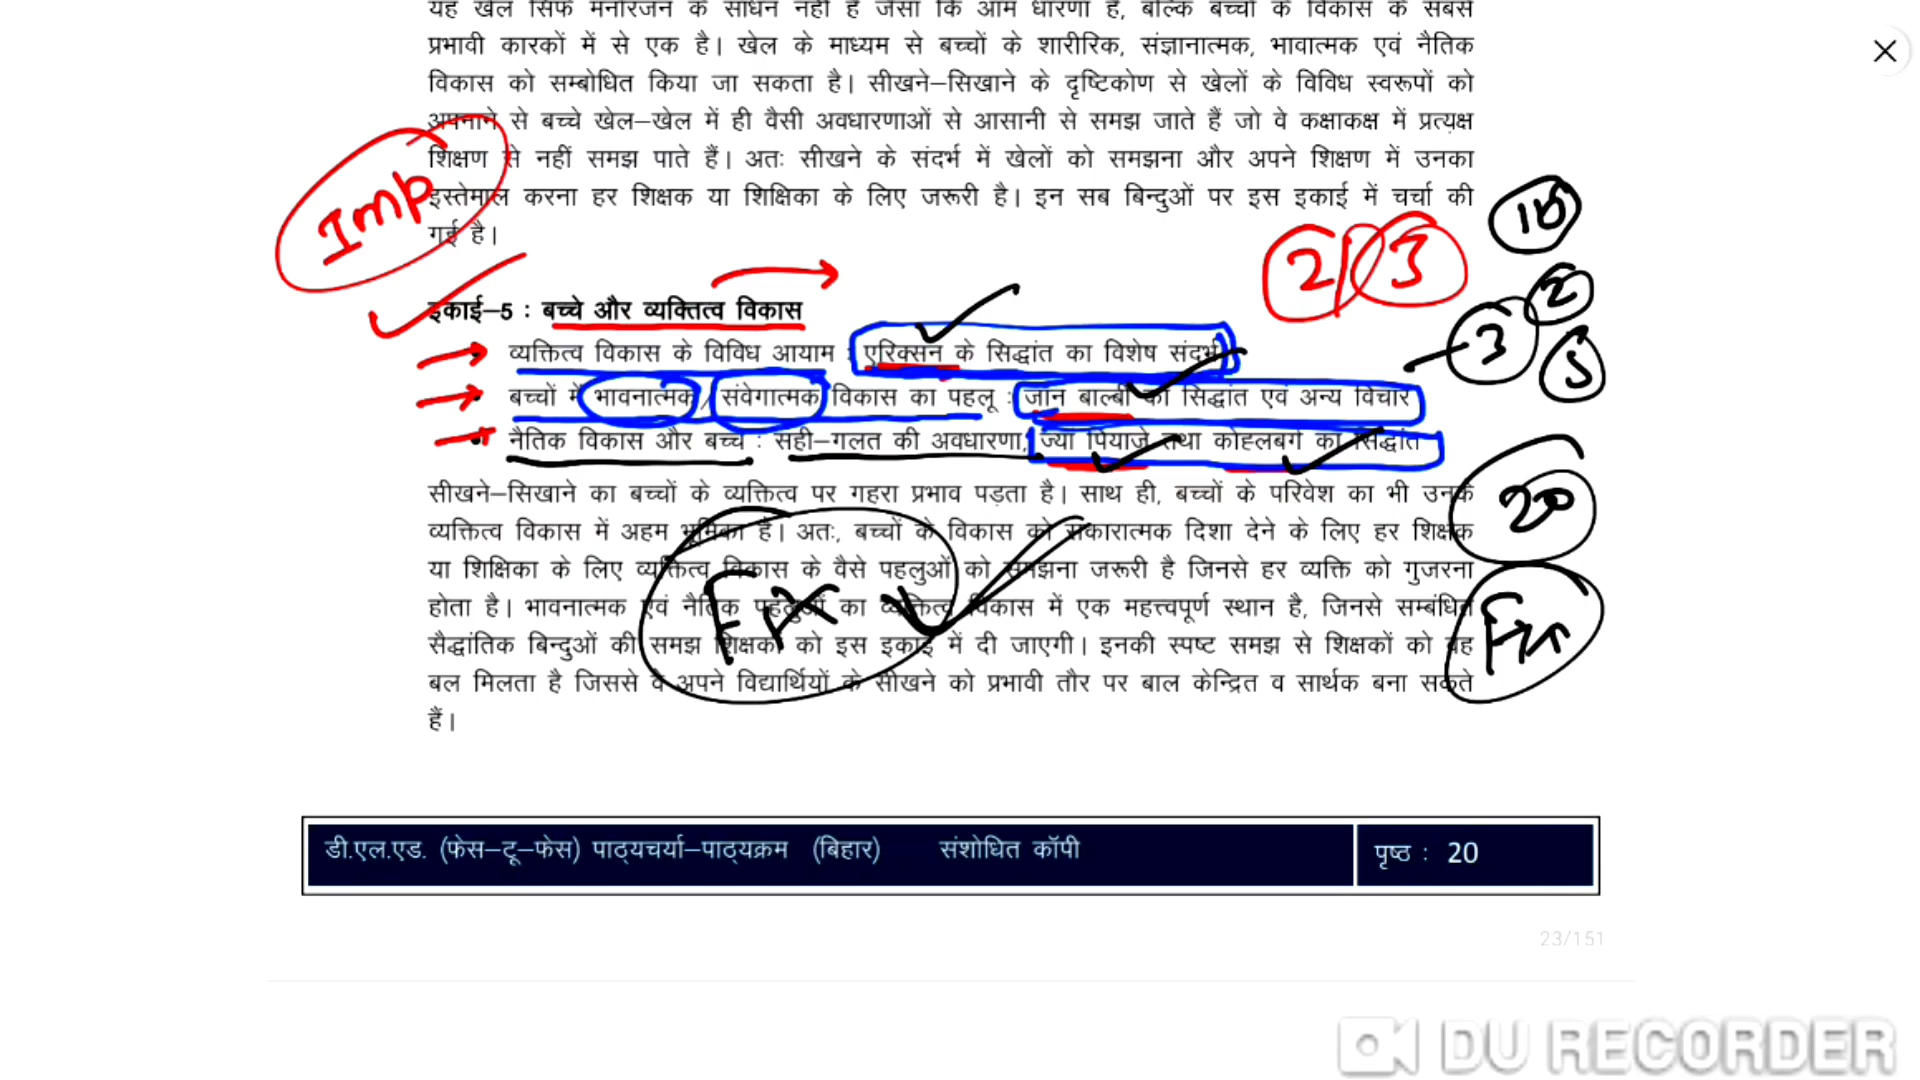 यह खेल सिर्फ मनोरंजन के साधन नहीं हैं जैसा कि आम धारणा है, बल्कि बच्चों के विकास के सबसे
प्रभावी कारकों में से एक है। खेल के माध्यम से बच्चों के शारीरिक, संज्ञानात्मक, भावात्मक एवं नैतिक
विकास को सम्बोधित किया जा सकता है। सीखने–सिखाने के दृष्टिकोण से खेलों के विविध स्वरूपों को
अपनाने से बच्चे खेल–खेल में ही वैसी अवधारणाओं से आसानी से समझ जाते हैं जो वे कक्षाकक्ष में प्रत्यक्ष
शिक्षण से नहीं समझ पाते हैं। अतः सीखने के संदर्भ में खेलों को समझना और अपने शिक्षण में उनका
इस्तेमाल करना हर शिक्षक या शिक्षिका के लिए जरूरी है। इन सब बिन्दुओं पर इस इकाई में चर्चा की
गई है।
Imp
10
2/3
2
3
5
इकाई–5 : बच्चे और व्यक्तित्व विकास
• व्यक्तित्व विकास के विविध आयाम : एरिक्सन के सिद्धांत का विशेष संदर्भ
• बच्चों में भावनात्मक / संवेगात्मक विकास का पहलू : जॉन बाल्बी का सिद्धांत एवं अन्य विचार
• नैतिक विकास और बच्चे : सही–गलत की अवधारणा, ज्या पियाजे तथा कोह्लबर्ग का सिद्धांत
सीखने–सिखाने का बच्चों के व्यक्तित्व पर गहरा प्रभाव पड़ता है। साथ ही, बच्चों के परिवेश का भी उनके
व्यक्तित्व विकास में अहम भूमिका है। अतः, बच्चों के विकास को सकारात्मक दिशा देने के लिए हर शिक्षक
या शिक्षिका के लिए व्यक्तित्व विकास के वैसे पहलुओं को समझना जरूरी है जिनसे हर व्यक्ति को गुजरना
होता है। भावनात्मक एवं नैतिक पहलुओं का व्यक्तित्व विकास में एक महत्त्वपूर्ण स्थान है, जिनसे सम्बंधित
सैद्धांतिक बिन्दुओं की समझ शिक्षकों को इस इकाई में दी जाएगी। इनकी स्पष्ट समझ से शिक्षकों को वह
बल मिलता है जिससे वे अपने विद्यार्थियों के सीखने को प्रभावी तौर पर बाल केन्द्रित व सार्थक बना सकते
हैं।
20
Fix
डी.एल.एड. (फेस–टू–फेस) पाठ्यचर्या–पाठ्यक्रम (बिहार) संशोधित कॉपी
पृष्ठ : 20
23/151
DU RECORDER